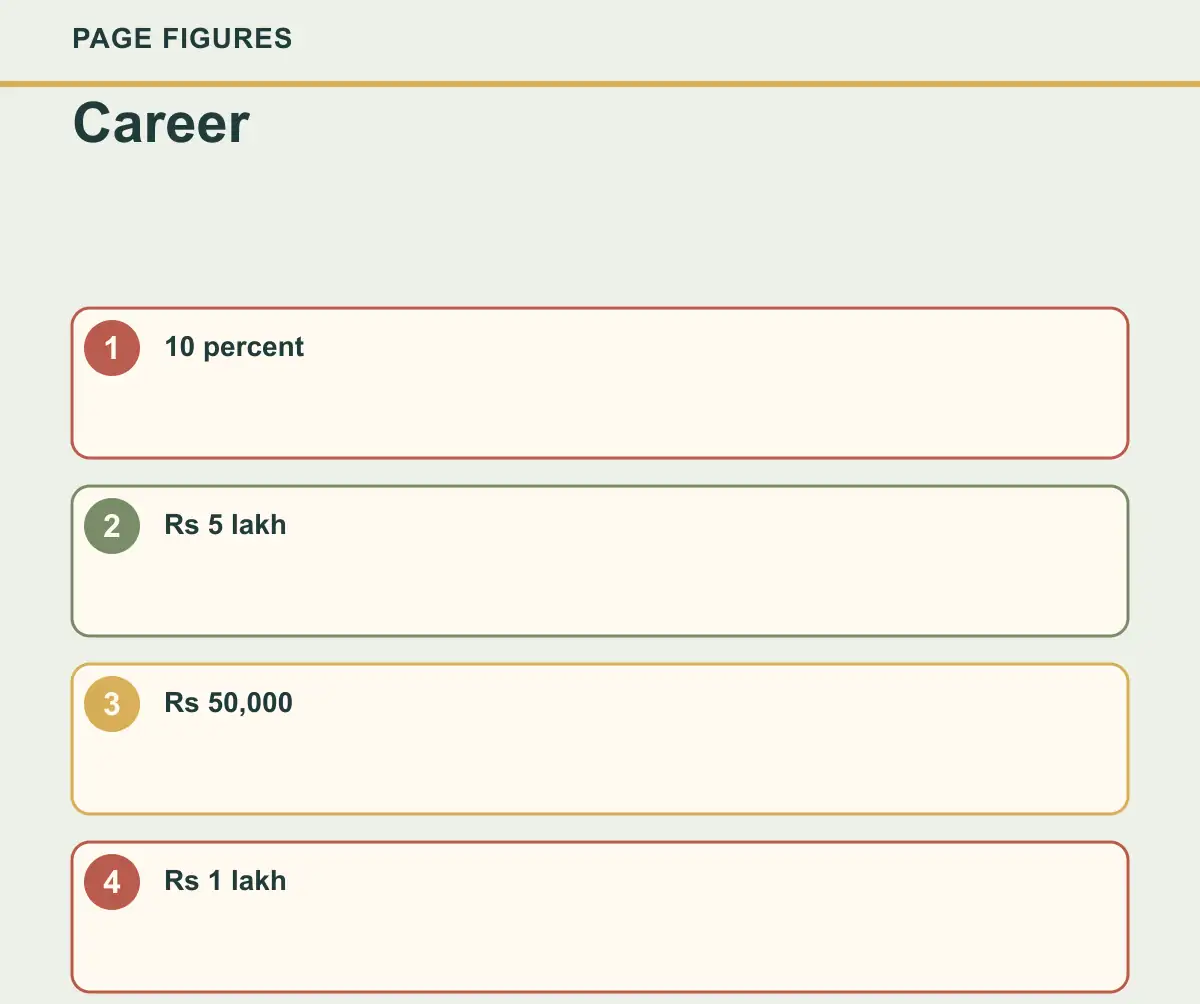 PAGE FIGURES
Career
1 10 percent
2 Rs 5 lakh
3 Rs 50,000
4 Rs 1 lakh